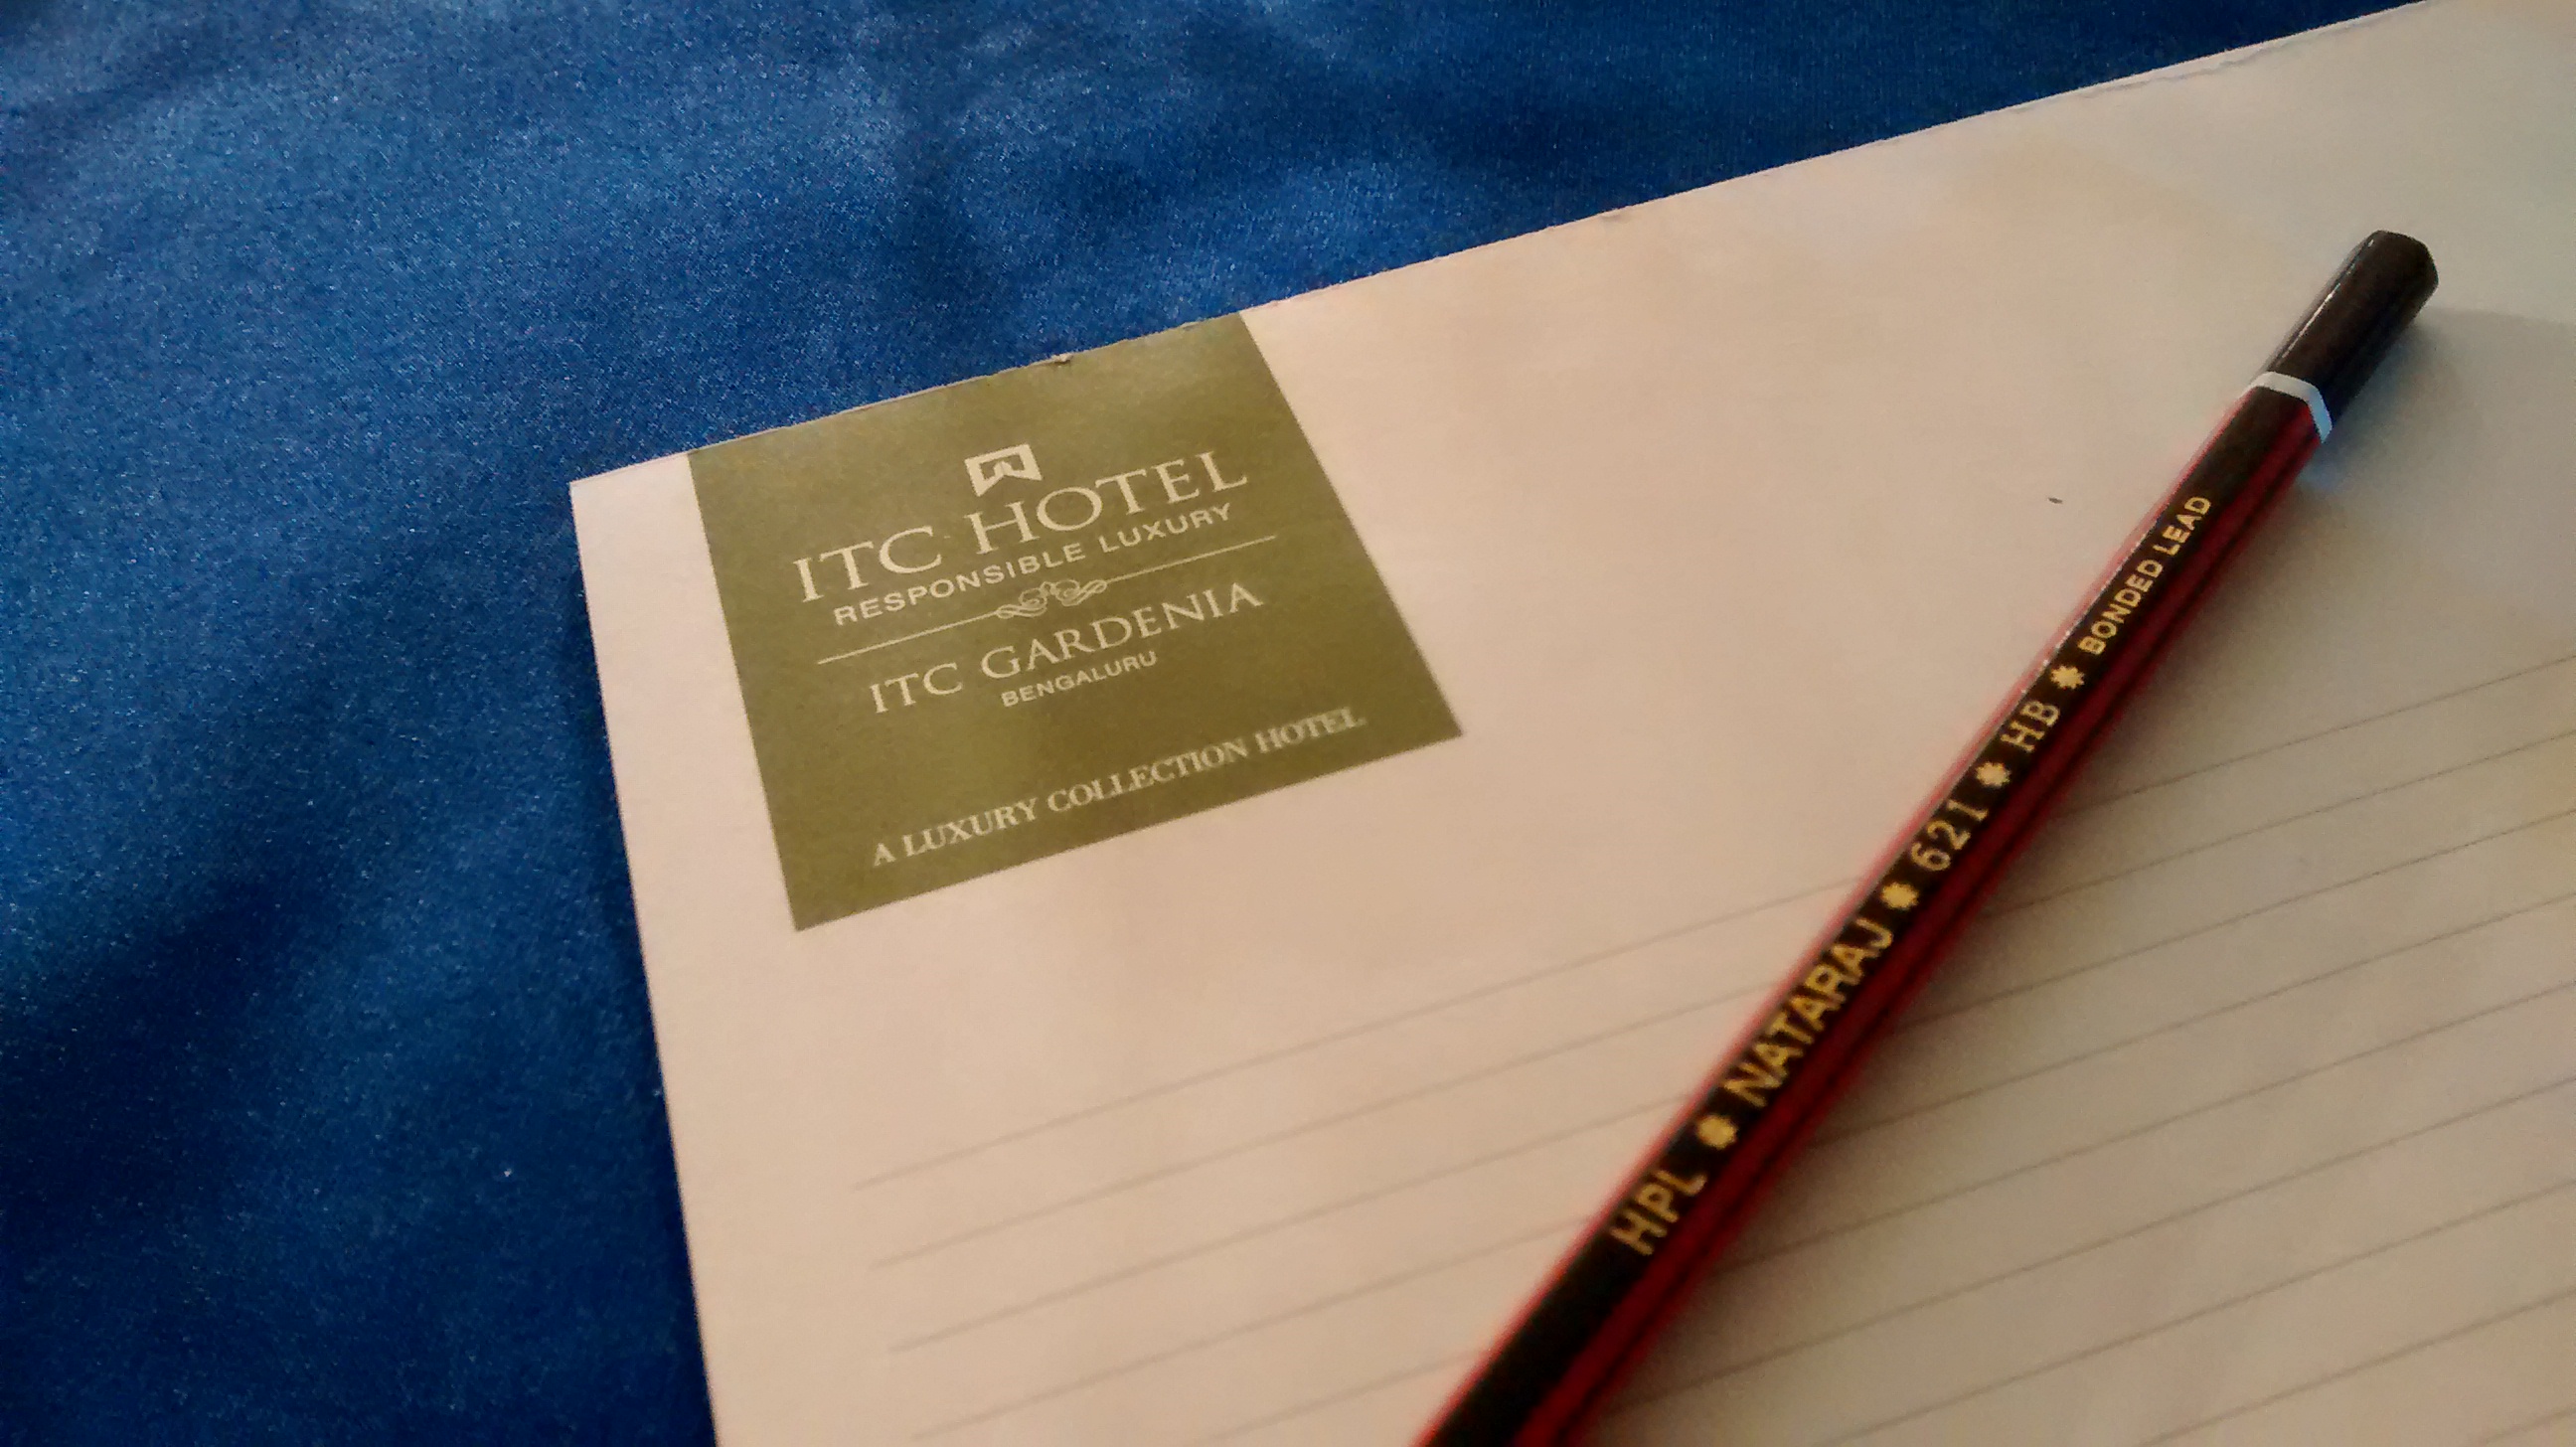 ITC HOTEL
RESPONSIBLE LUXURY
ITC GARDENIA
BENGALURU
A LUXURY COLLECTION HOTEL
HPL NATARAJ 621 HB BONDED LEAD